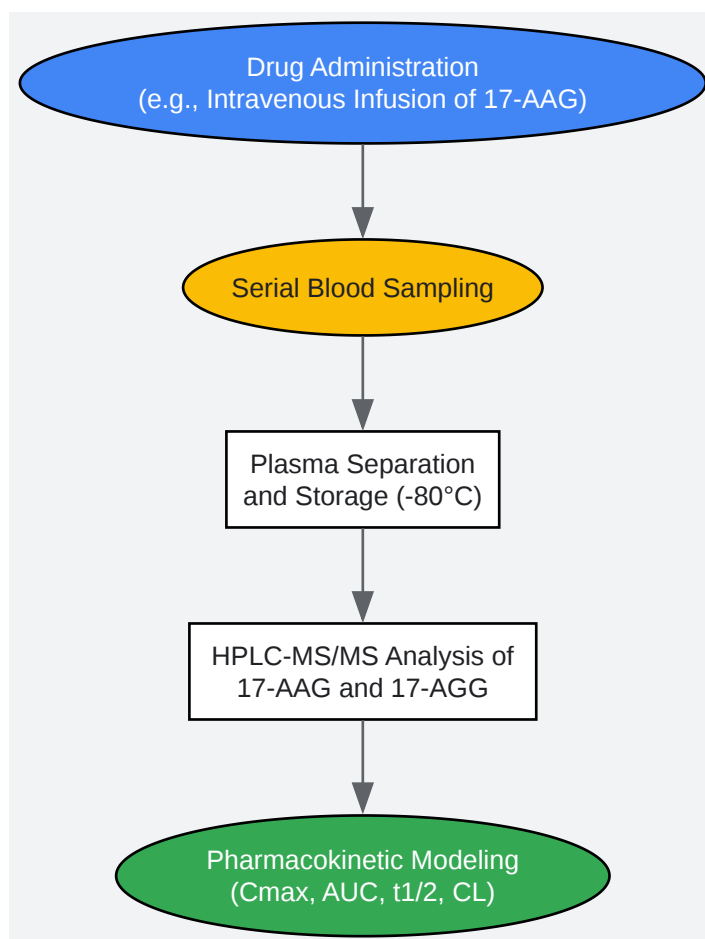 Drug Administration
(e.g., Intravenous Infusion of 17-AAG)
Serial Blood Sampling
Plasma Separation
and Storage (-80°C)
HPLC-MS/MS Analysis of
17-AAG and 17-AGG
Pharmacokinetic Modeling
(Cmax, AUC, t1/2, CL)